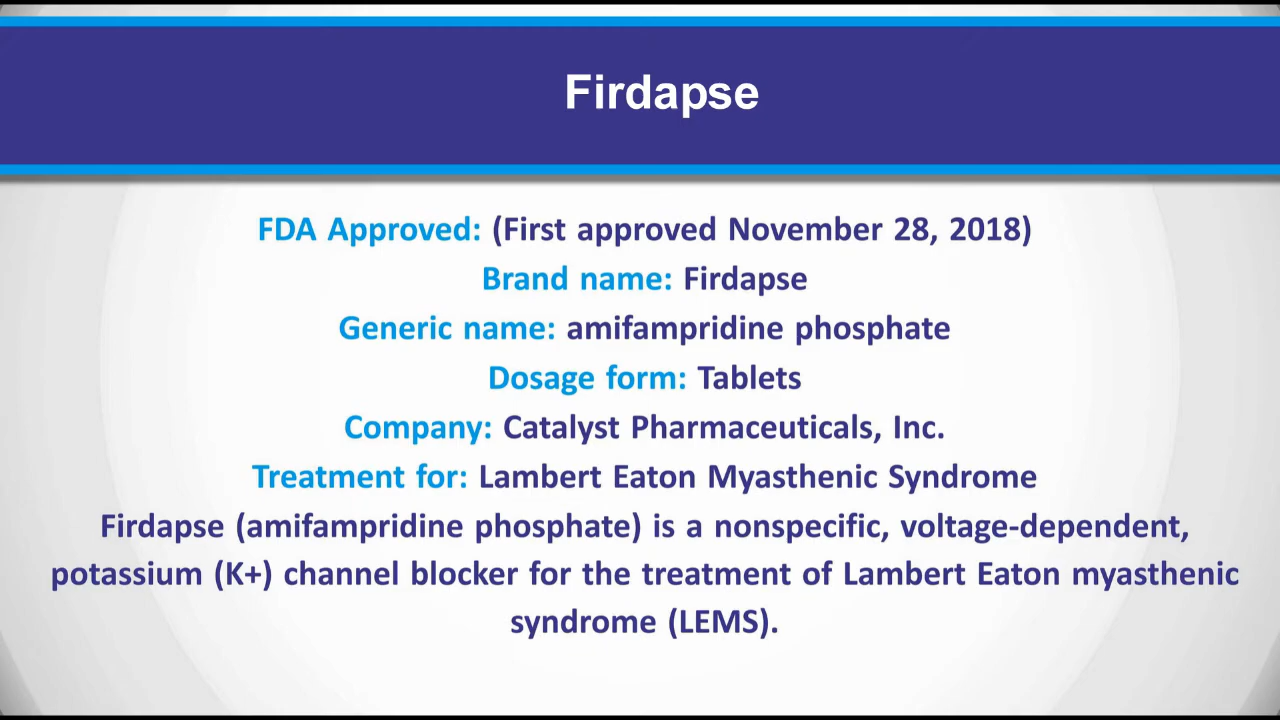 Firdapse
FDA Approved: (First approved November 28, 2018)
Brand name: Firdapse
Generic name: amifampridine phosphate
Dosage form: Tablets
Company: Catalyst Pharmaceuticals, Inc.
Treatment for: Lambert Eaton Myasthenic Syndrome
Firdapse (amifampridine phosphate) is a nonspecific, voltage-dependent,
potassium (K+) channel blocker for the treatment of Lambert Eaton myasthenic
syndrome (LEMS).